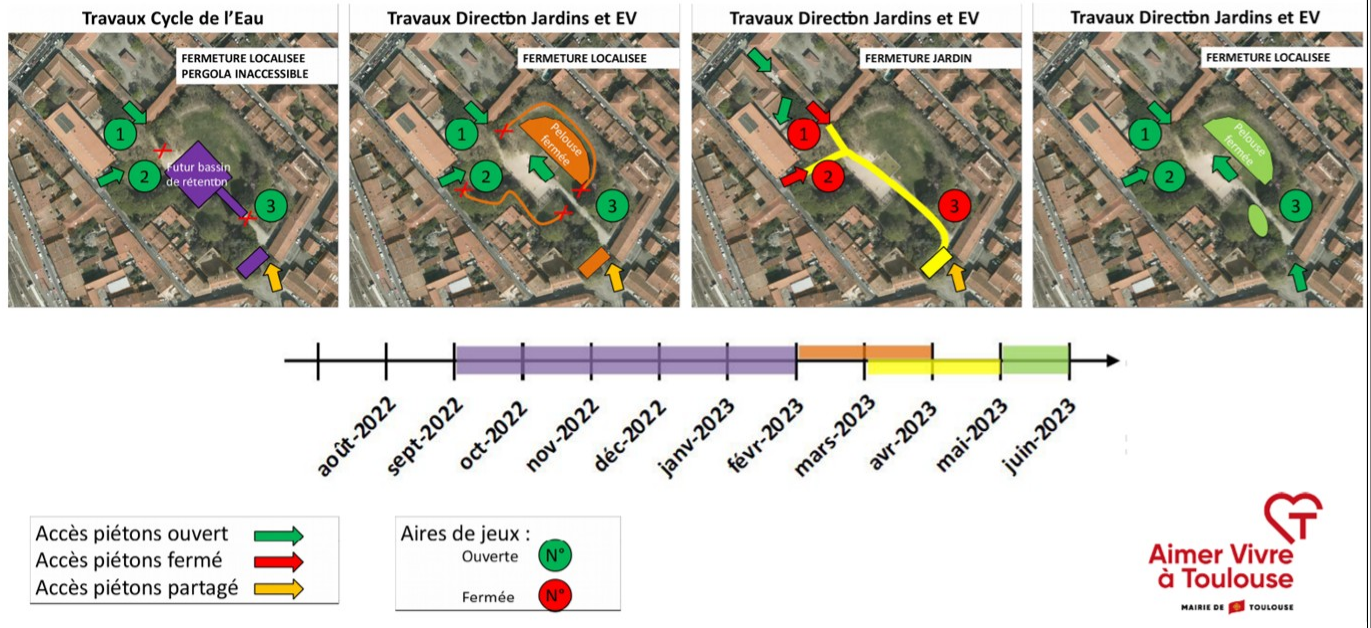 Travaux Cycle de l'Eau
FERMETURE LOCALISEE
PERGOLA INACCESSIBLE
1
2
Futur bassin
de rétention
3
Travaux Direction Jardins et EV
FERMETURE LOCALISEE
1
Pelouse
fermée
2
3
Travaux Direction Jardins et EV
FERMETURE JARDIN
1
2
3
Travaux Direction Jardins et EV
FERMETURE LOCALISEE
1
Pelouse
fermée
2
3
août-2022
sept-2022
oct-2022
nov-2022
déc-2022
janv-2023
févr-2023
mars-2023
avr-2023
mai-2023
juin-2023
Accès piétons ouvert
Accès piétons fermé
Accès piétons partagé
Aires de jeux :
Ouverte N°
Fermée N°
T
Aimer Vivre
à Toulouse
MAIRIE DE TOULOUSE